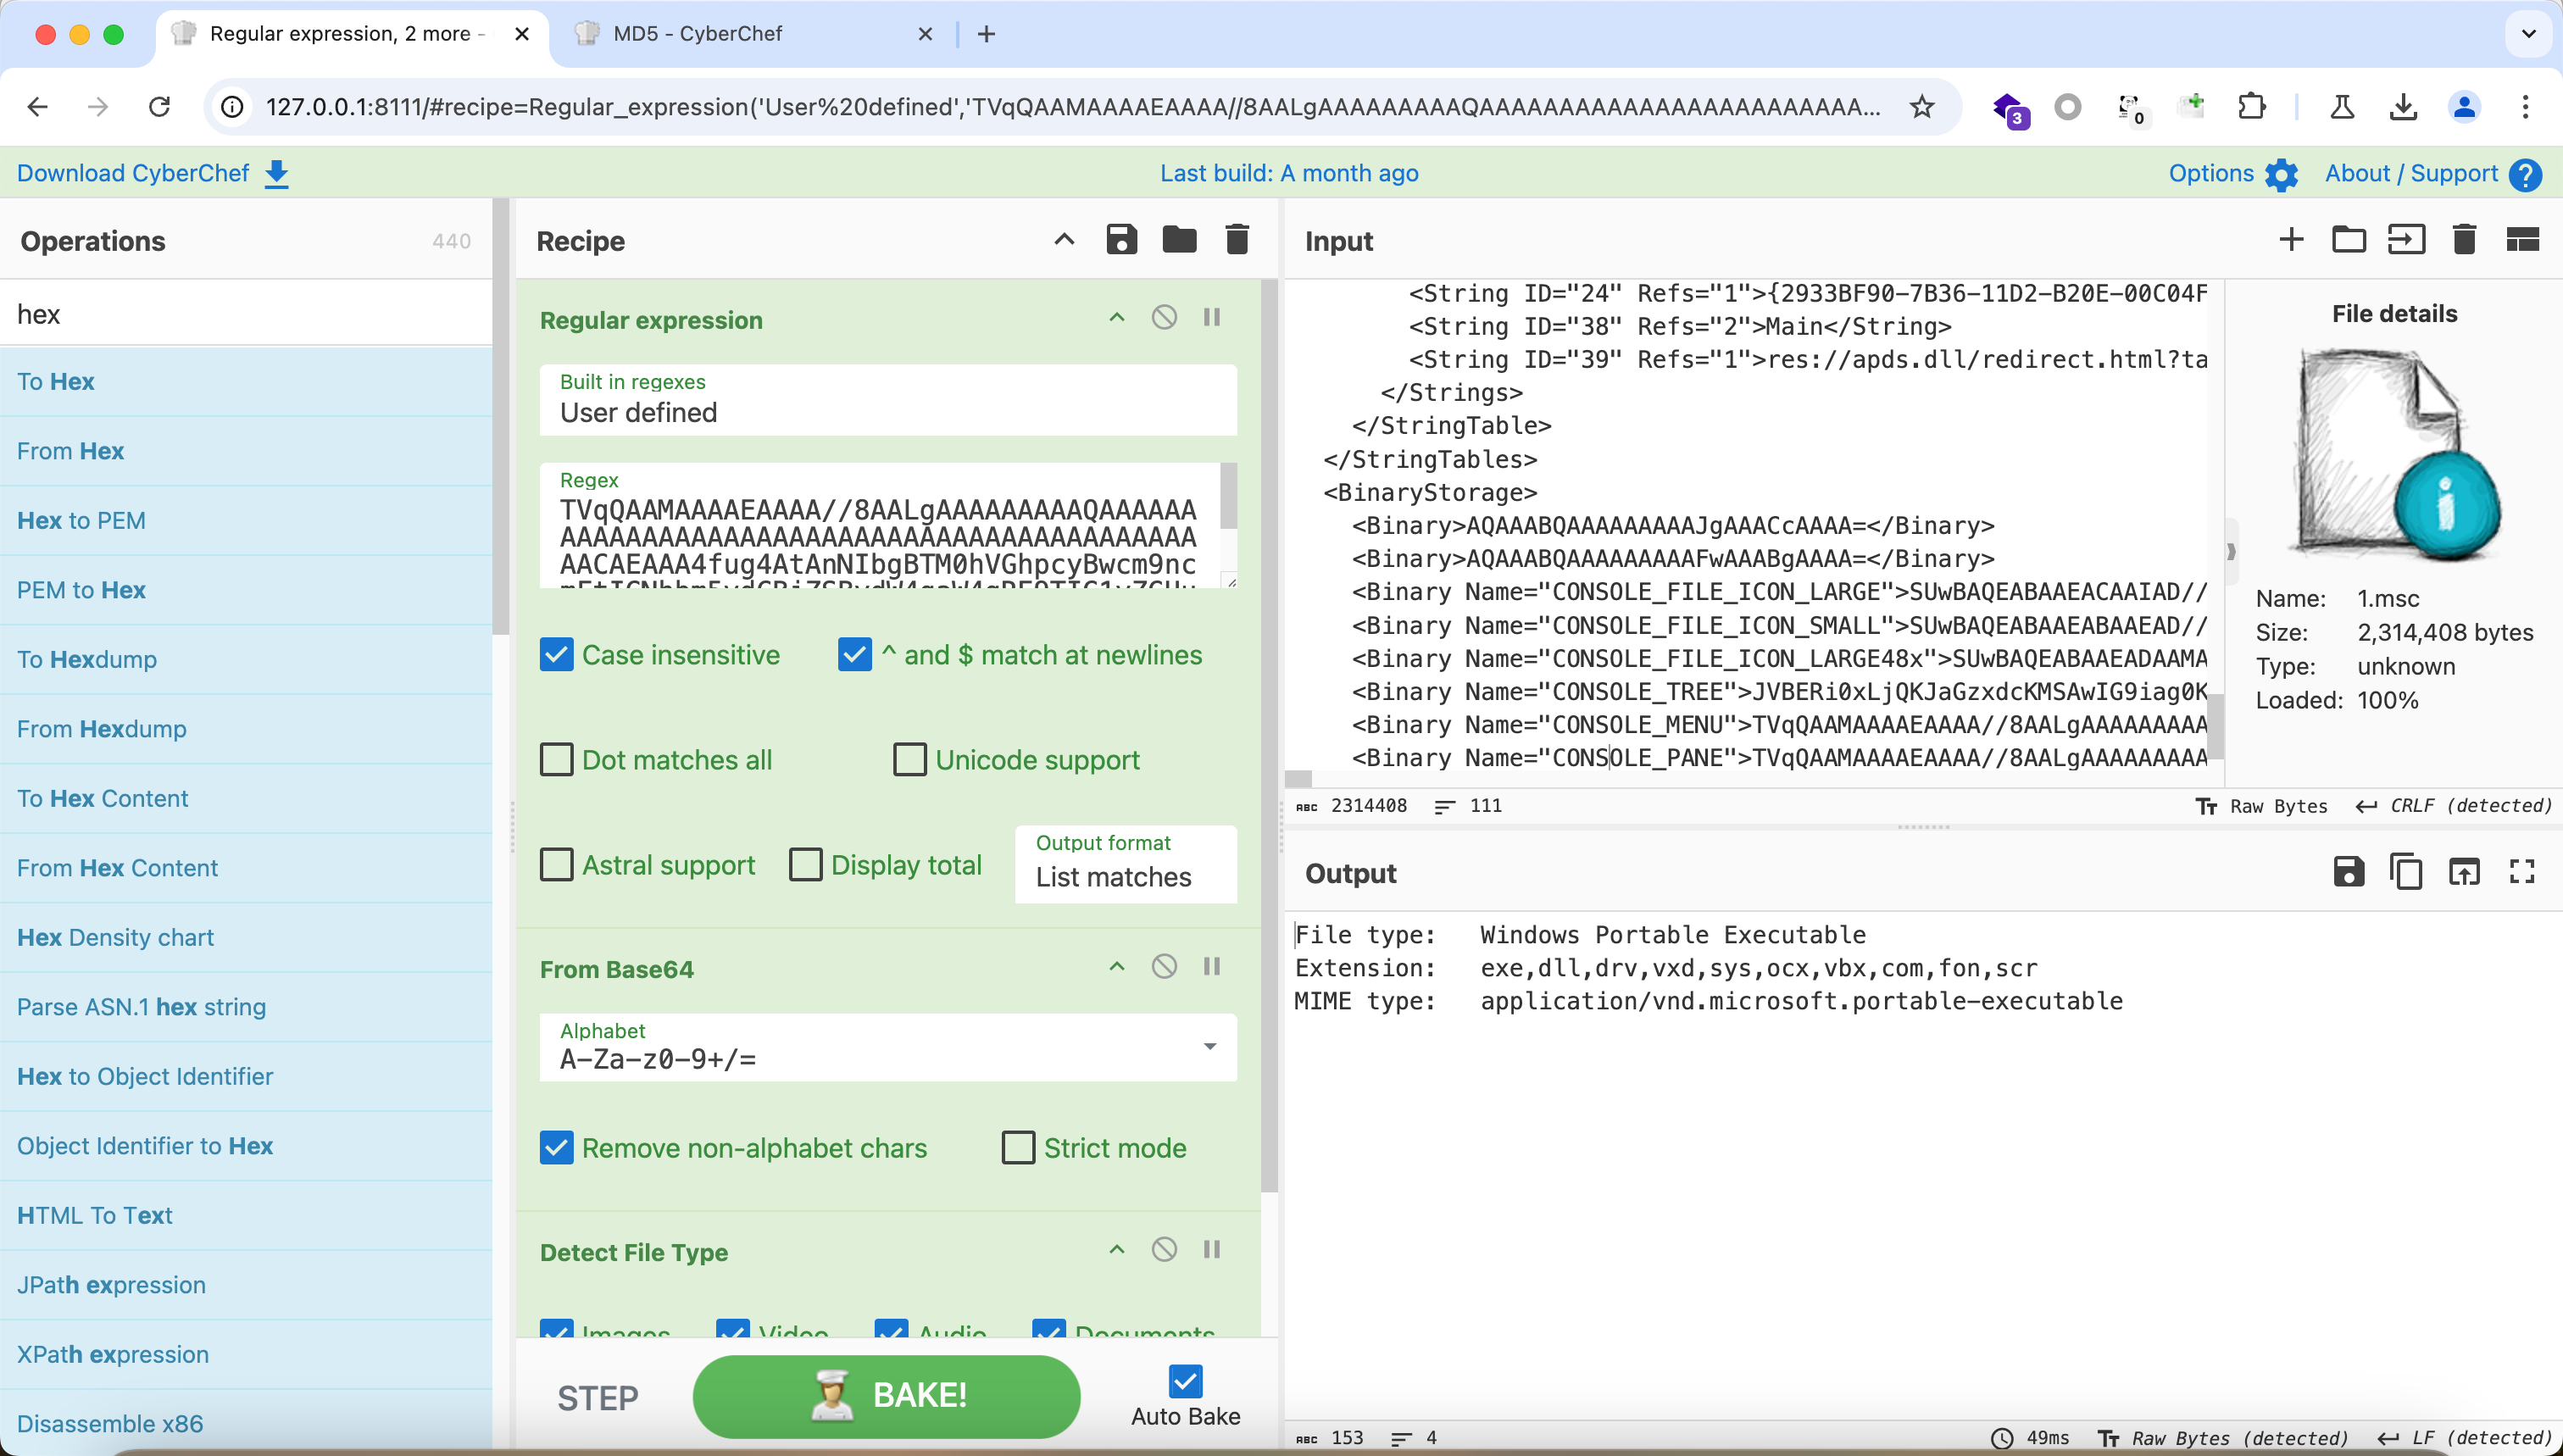 Regular expression, 2 more -
MD5 - CyberChef
127.0.0.1:8111/#recipe=Regular_expression('User%20defined','TVqQAAMAAAAEAAAA//8AALgAAAAAAAAAQAAAAAAAAAAAAAAAAAAAAAAAA...
3
0
Download CyberChef
Last build: A month ago
Options
About / Support
Operations
440
hex
To Hex
From Hex
Hex to PEM
PEM to Hex
To Hexdump
From Hexdump
To Hex Content
From Hex Content
Hex Density chart
Parse ASN.1 hex string
Hex to Object Identifier
Object Identifier to Hex
HTML To Text
JPath expression
XPath expression
Disassemble x86
Recipe
Regular expression
Built in regexes
User defined
Regex
TVqQAAMAAAAEAAAA//8AALgAAAAAAAAAQAAAAAA
AAAAAAAAAAAAAAAAAAAAAAAAAAAAAAAAAAAAAAA
AACAEAAA4fug4AtAnNIbgBTM0hVGhpcyBwcm9nc
Case insensitive
^ and $ match at newlines
Dot matches all
Unicode support
Astral support
Display total
Output format
List matches
From Base64
Alphabet
A-Za-z0-9+/=
Remove non-alphabet chars
Strict mode
Detect File Type
Images
Video
Audio
Documents
STEP
BAKE!
Auto Bake
Input
<String ID="24" Refs="1">{2933BF90-7B36-11D2-B20E-00C04F
<String ID="38" Refs="2">Main</String>
<String ID="39" Refs="1">res://apds.dll/redirect.html?ta
</Strings>
</StringTable>
</StringTables>
<BinaryStorage>
<Binary>AQAAABQAAAAAAAAAJgAAACcAAAA=</Binary>
<Binary>AQAAABQAAAAAAAAAFwAAABgAAAA=</Binary>
<Binary Name="CONSOLE_FILE_ICON_LARGE">SUwBAQEABAAEACAAIAD//
<Binary Name="CONSOLE_FILE_ICON_SMALL">SUwBAQEABAAEABAAEAD//
<Binary Name="CONSOLE_FILE_ICON_LARGE48x">SUwBAQEABAAEADAAMA
<Binary Name="CONSOLE_TREE">JVBERi0xLjQKJaGzxdcKMSAwIG9iag0K
<Binary Name="CONSOLE_MENU">TVqQAAMAAAAEAAAA//8AALgAAAAAAAAA
<Binary Name="CONSOLE_PANE">TVqQAAMAAAAEAAAA//8AALgAAAAAAAAA
File details
Name: 1.msc
Size: 2,314,408 bytes
Type: unknown
Loaded: 100%
ABC 2314408 111
Raw Bytes
CRLF (detected)
Output
File type: Windows Portable Executable
Extension: exe,dll,drv,vxd,sys,ocx,vbx,com,fon,scr
MIME type: application/vnd.microsoft.portable-executable
ABC 153 4
49ms
Raw Bytes (detected)
LF (detected)